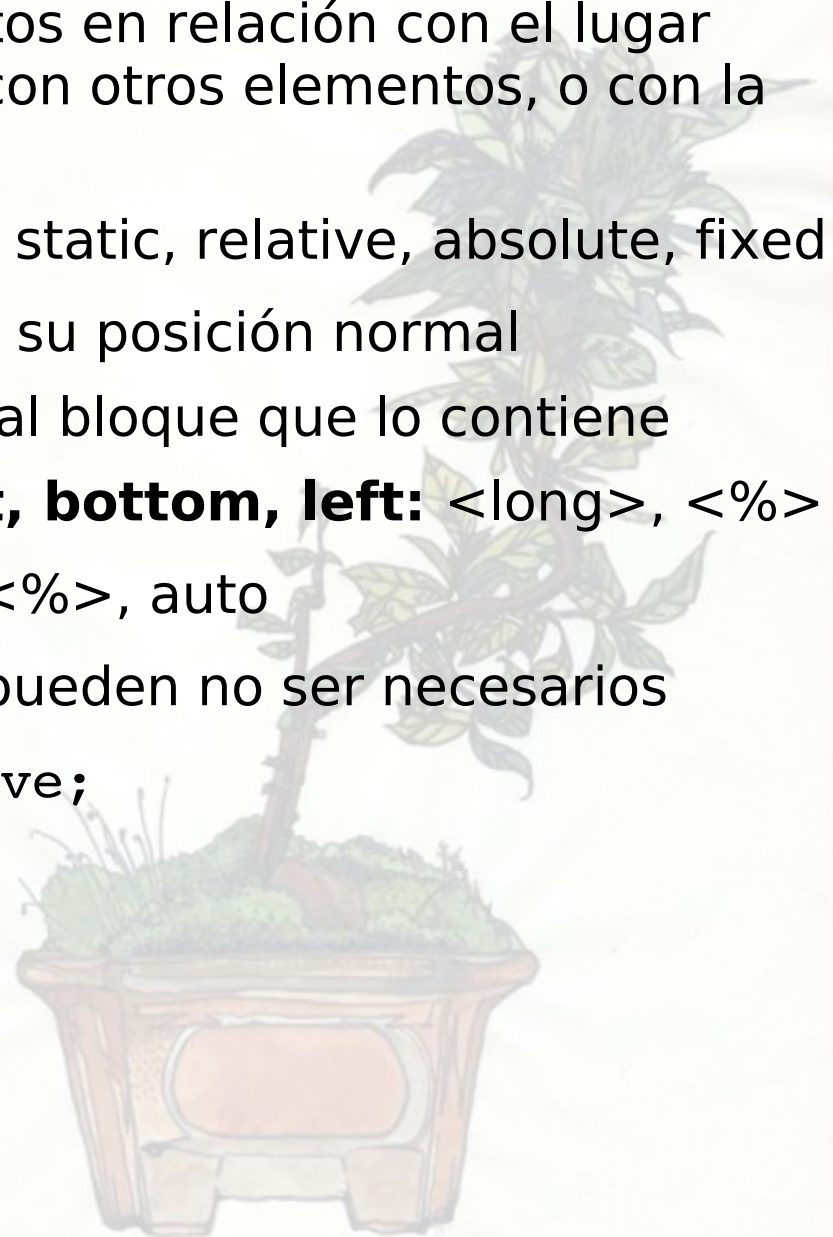 tos en relación con el lugar
con otros elementos, o con la
static, relative, absolute, fixed
su posición normal
al bloque que lo contiene
t, bottom, left: <long>, <%>
<%>, auto
pueden no ser necesarios
ve;